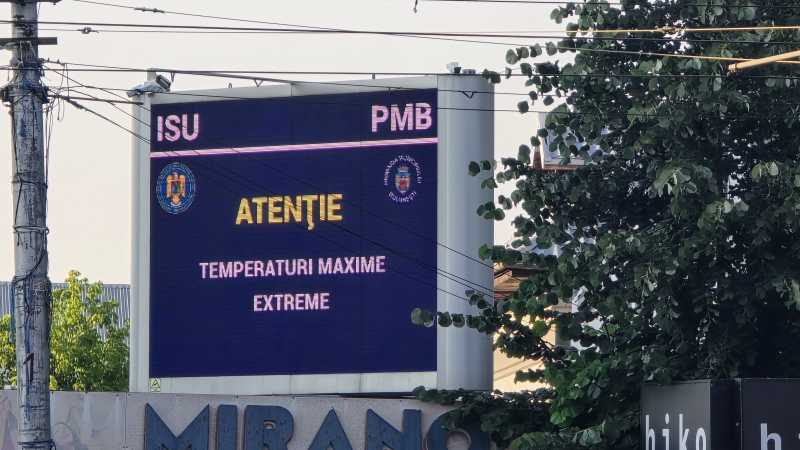 ISU
PMB
ATENȚIE
TEMPERATURI MAXIME
EXTREME
MIRANO
hiko
h